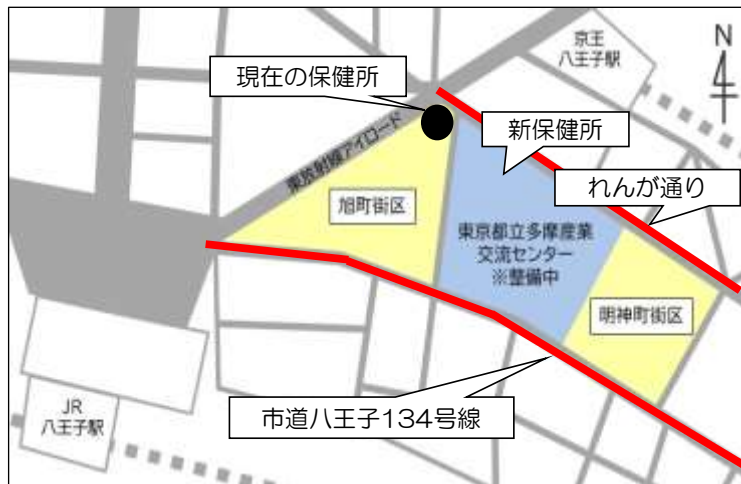 京王
八王子駅
N
現在の保健所
新保健所
東放射線アイロード
れんが通り
旭町街区
東京都立多摩産業
交流センター
※整備中
明神町街区
市道八王子134号線
JR
八王子駅